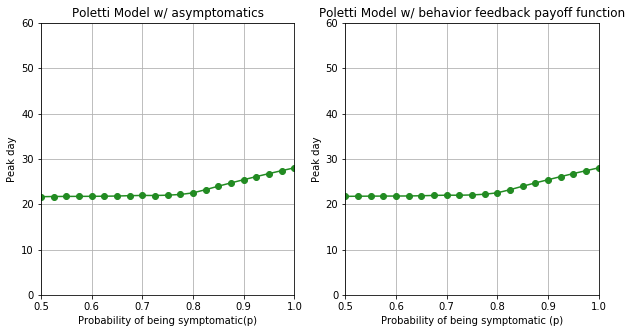 Poletti Model w/ asymptomatics
60
50
40
30
20
10
0
Peak day
0.5 0.6 0.7 0.8 0.9 1.0
Probability of being symptomatic(p)
Poletti Model w/ behavior feedback payoff function
60
50
40
30
20
10
0
Peak day
0.5 0.6 0.7 0.8 0.9 1.0
Probability of being symptomatic (p)